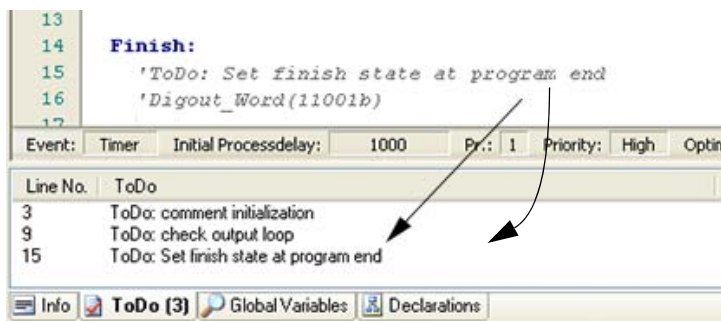 13
14 Finish:
15 'ToDo: Set finish state at program end
16 'Digout_Word(11001b)
17
Event: Timer Initial Processdelay: 1000 Pr.: 1 Priority: High
Line No. ToDo
3 ToDo: comment initialization
9 ToDo: check output loop
15 ToDo: Set finish state at program end
Info ToDo (3) Global Variables Declarations